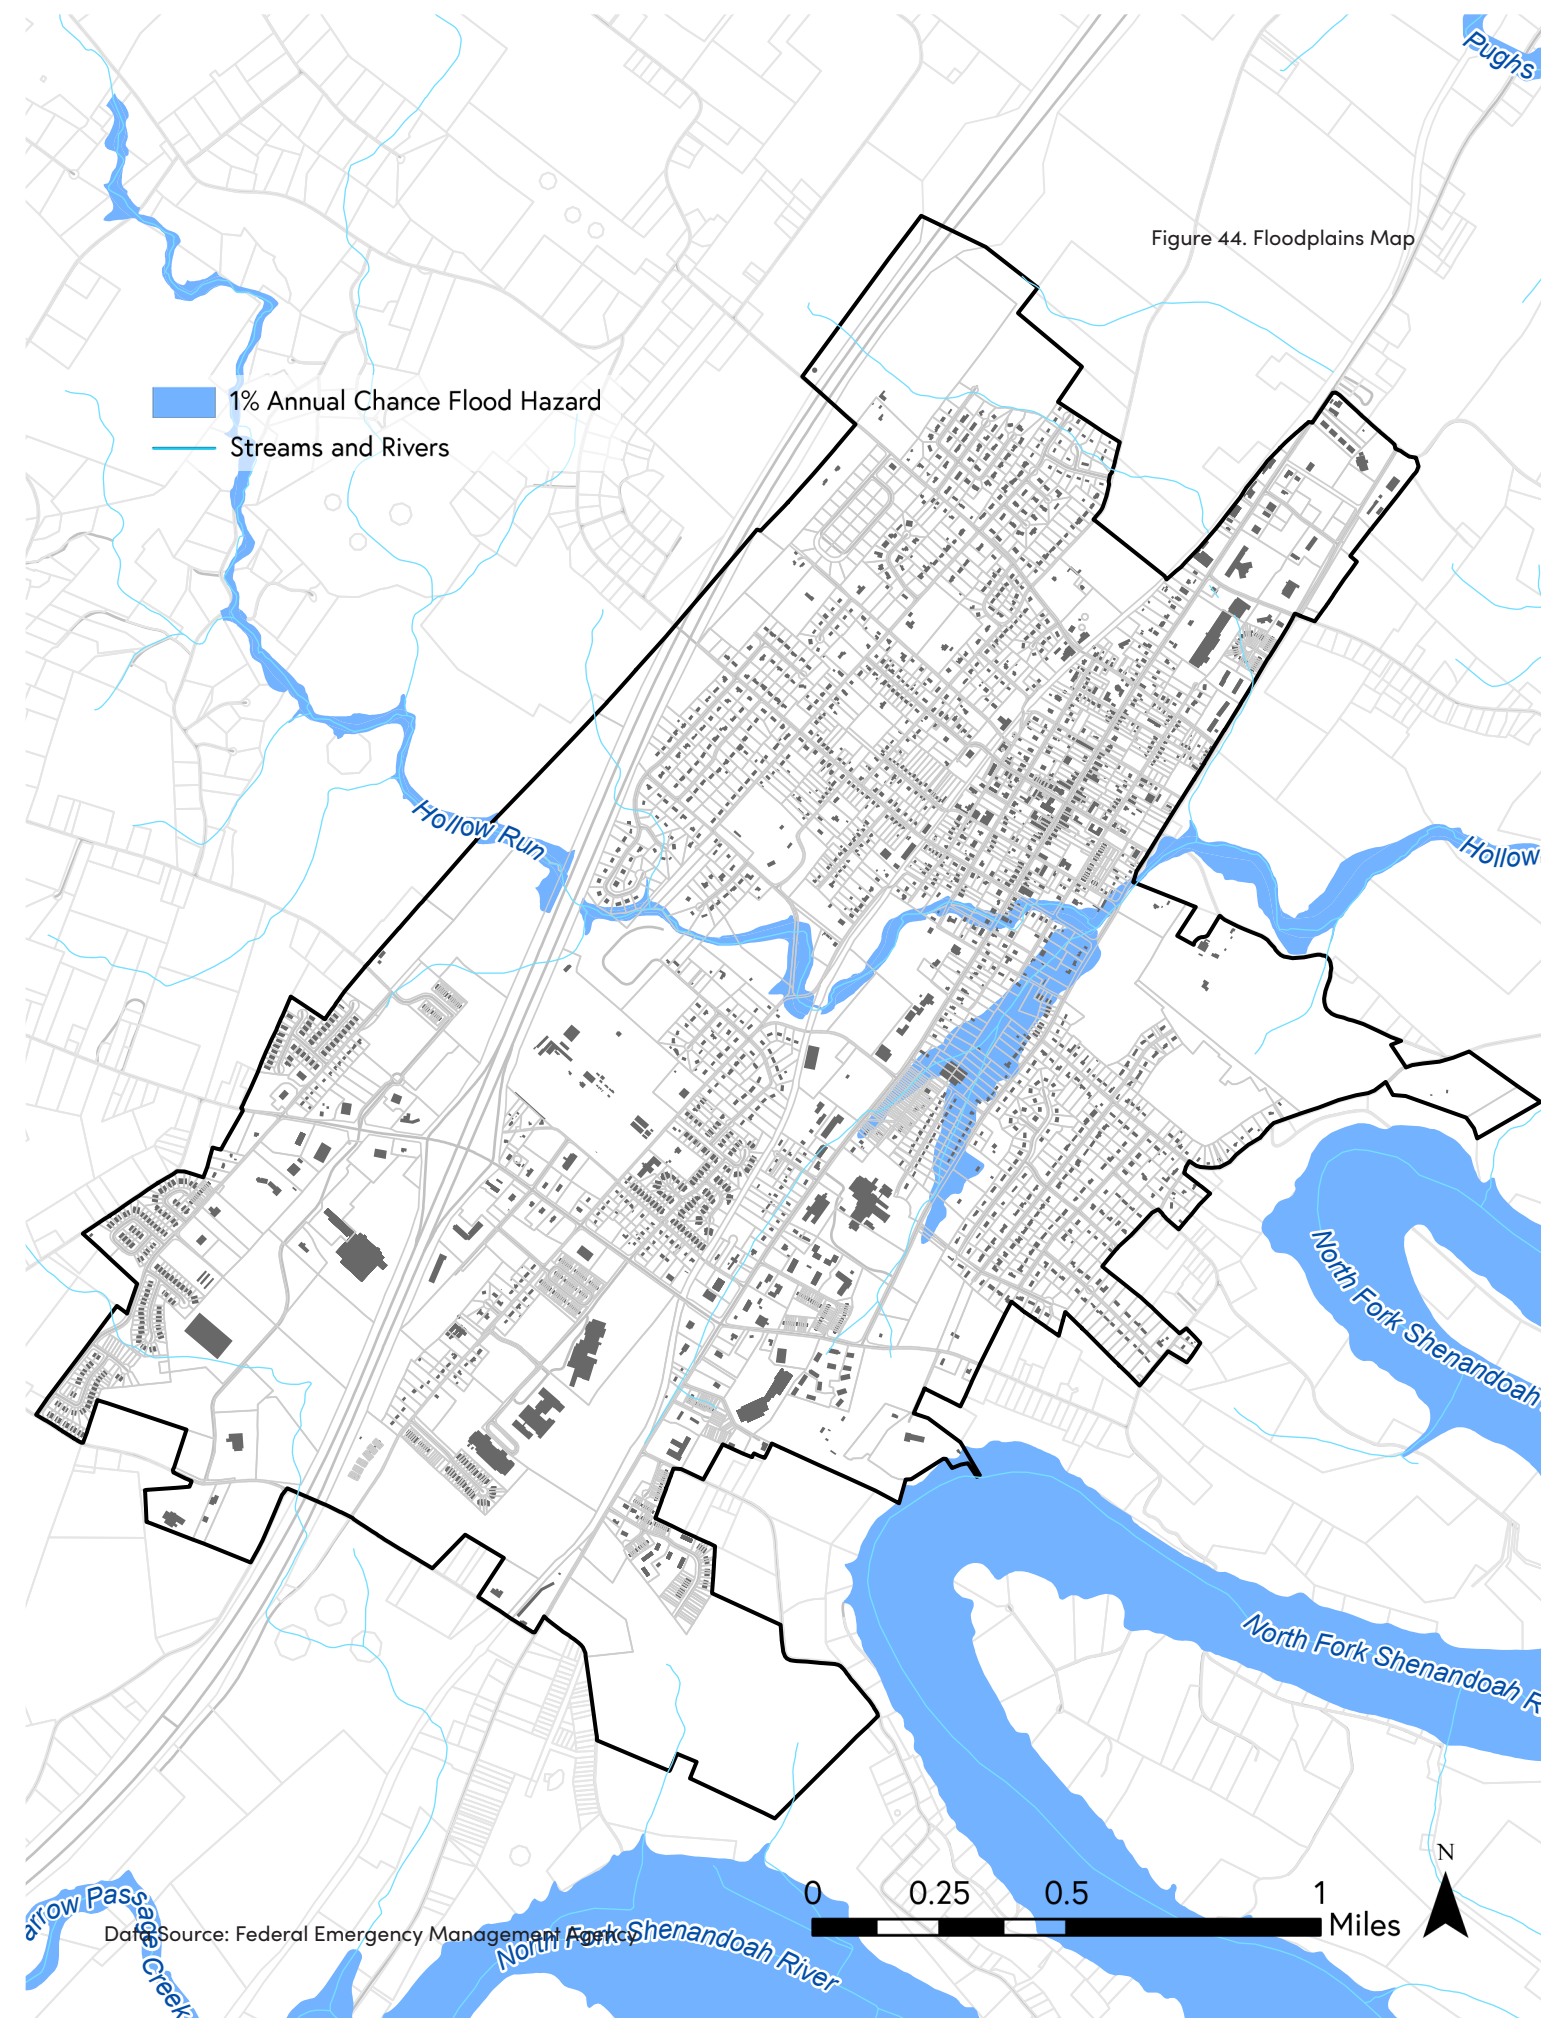 Pughs
Figure 44. Floodplains Map
1% Annual Chance Flood Hazard
Streams and Rivers
Hollow Run
Hollow
North Fork Shenandoah
North Fork Shenandoah R
N
0 0.25 0.5 1
Miles
arrow Passage Creek
Data Source: Federal Emergency Management Agency
North Fork Shenandoah River